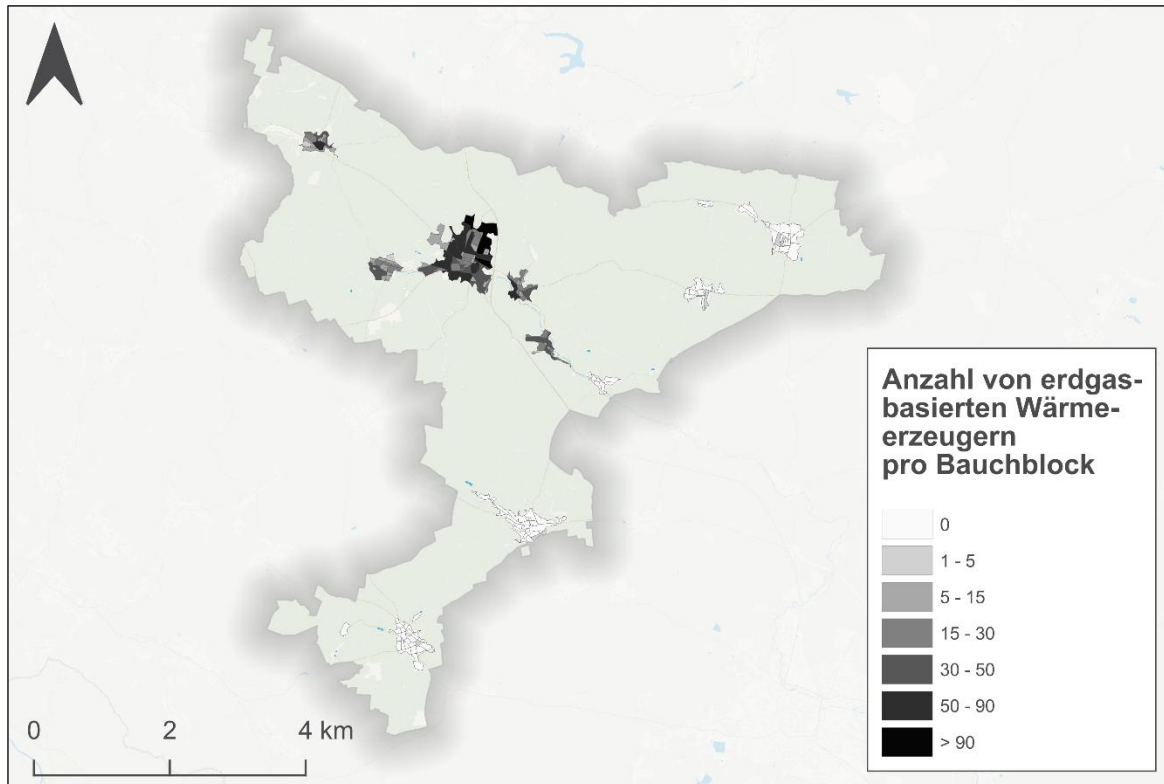 Anzahl von erdgas-
basierten Wärme-
erzeugern
pro Bauchblock
0
1 - 5
5 - 15
15 - 30
30 - 50
50 - 90
> 90
0 2 4 km